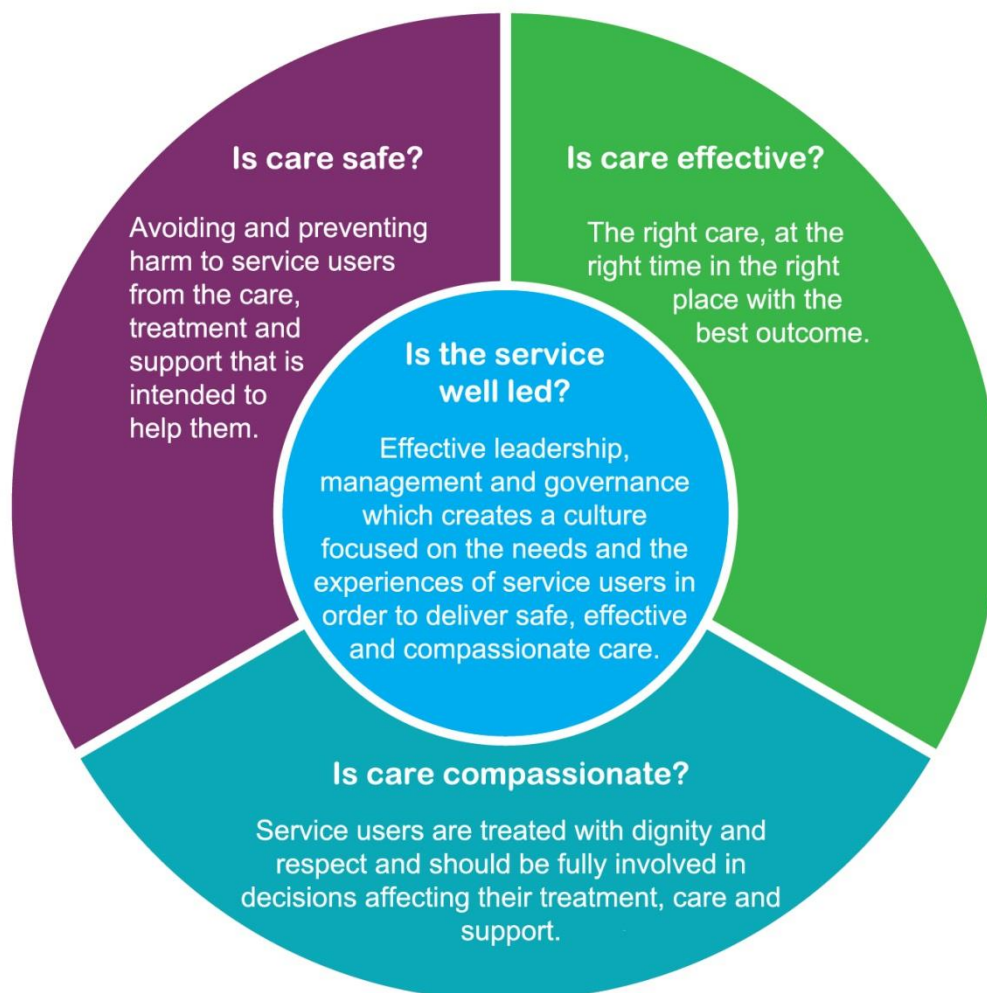 Is care safe?
Avoiding and preventing
harm to service users
from the care,
treatment and
support that is
intended to
help them.
Is care effective?
The right care, at the
right time in the right
place with the
best outcome.
Is the service
well led?
Effective leadership,
management and governance
which creates a culture
focused on the needs and the
experiences of service users in
order to deliver safe, effective
and compassionate care.
Is care compassionate?
Service users are treated with dignity and
respect and should be fully involved in
decisions affecting their treatment, care and
support.